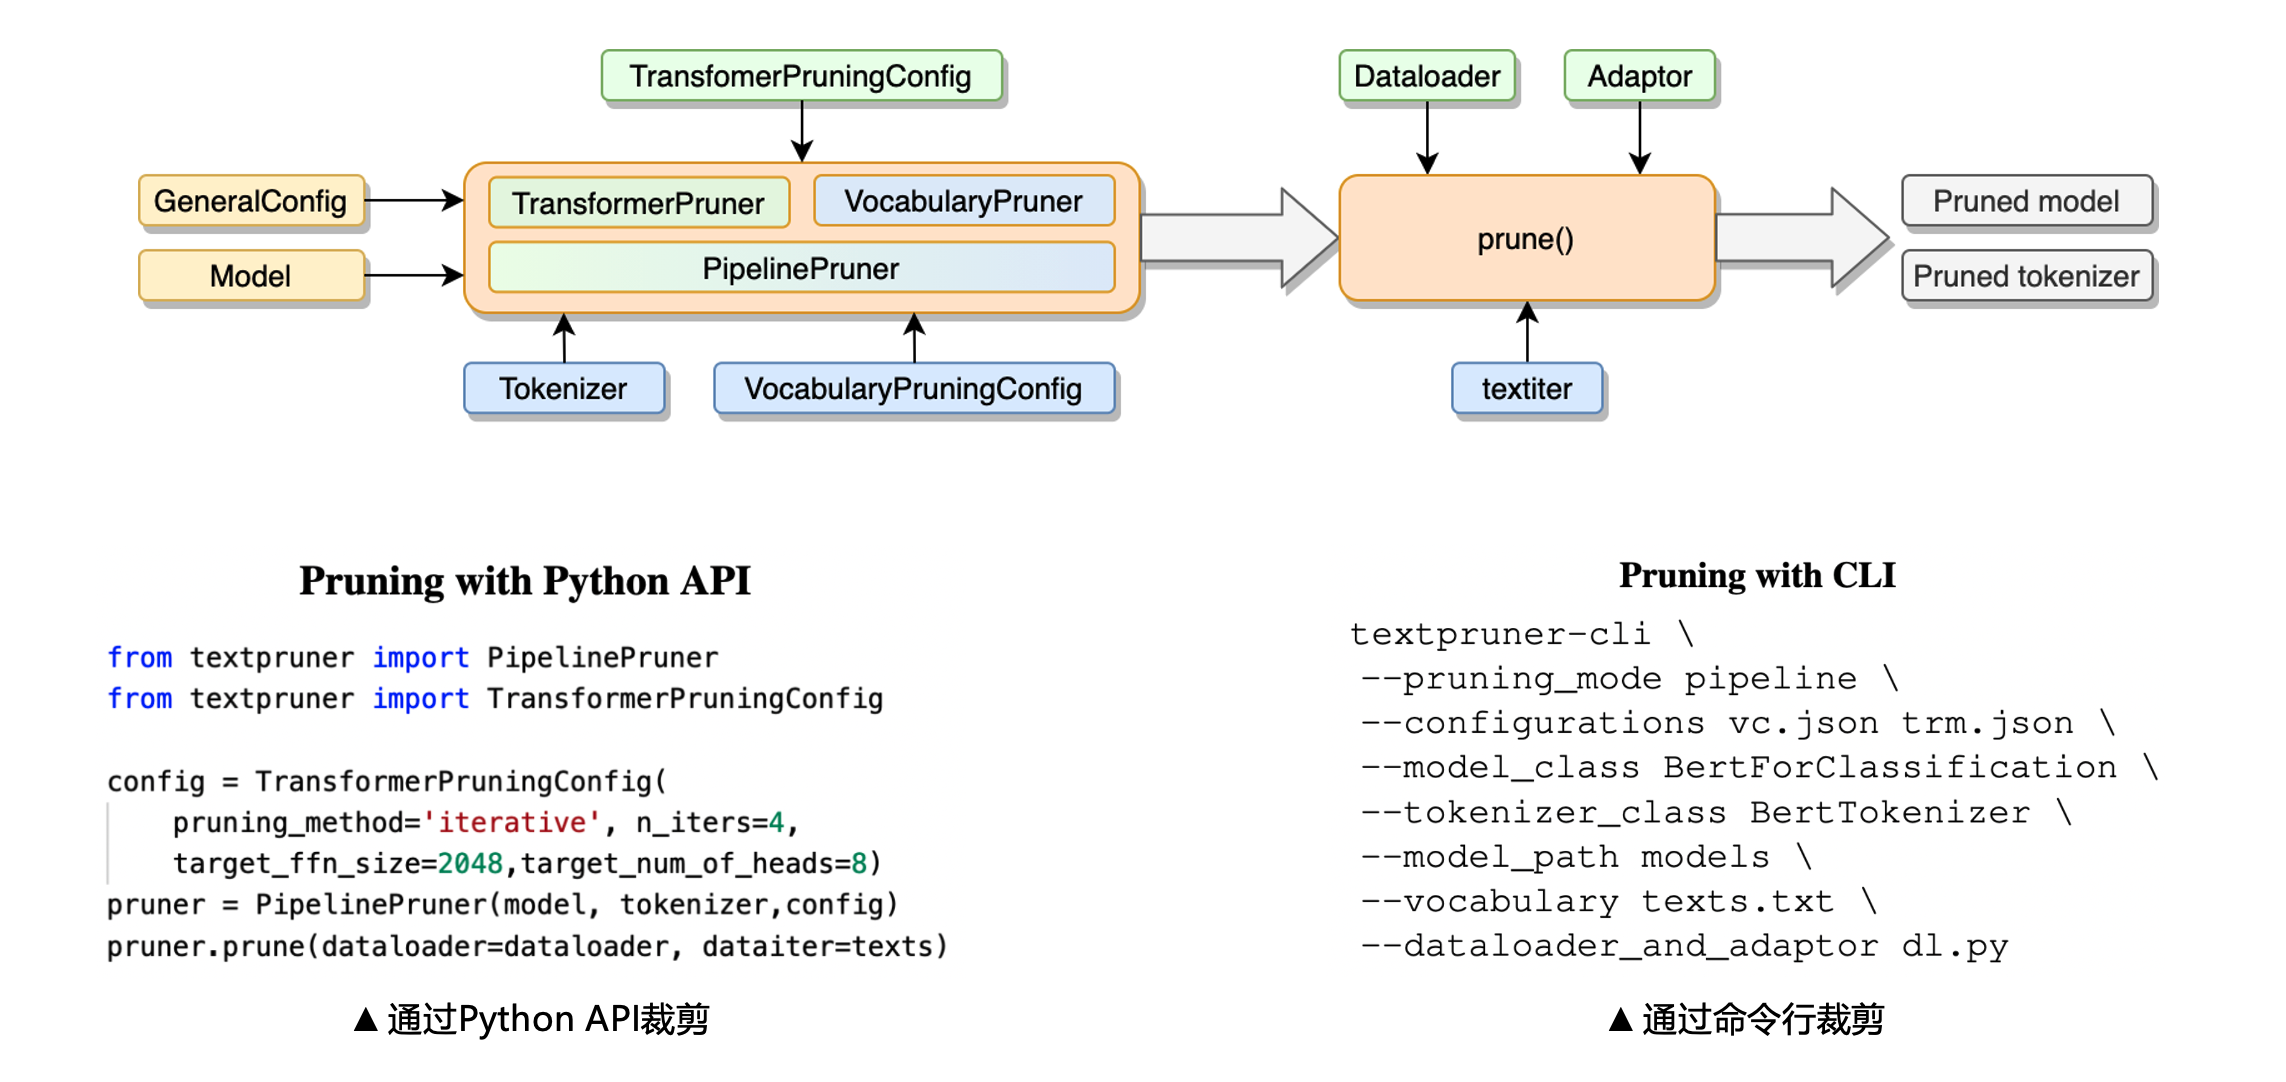 TransfomerPruningConfig
Dataloader
Adaptor
GeneralConfig
Model
TransformerPruner
VocabularyPruner
PipelinePruner
prune()
Pruned model
Pruned tokenizer
Tokenizer
VocabularyPruningConfig
textiter
Pruning with Python API
from textpruner import PipelinePruner
from textpruner import TransformerPruningConfig
config = TransformerPruningConfig(
pruning_method='iterative', n_iters=4,
target_ffn_size=2048,target_num_of_heads=8)
pruner = PipelinePruner(model, tokenizer,config)
pruner.prune(dataloader=dataloader, dataiter=texts)
▲通过Python API裁剪
Pruning with CLI
textpruner-cli \
--pruning_mode pipeline \
--configurations vc.json trm.json \
--model_class BertForClassification \
--tokenizer_class BertTokenizer \
--model_path models \
--vocabulary texts.txt \
--dataloader_and_adaptor dl.py
▲通过命令行裁剪